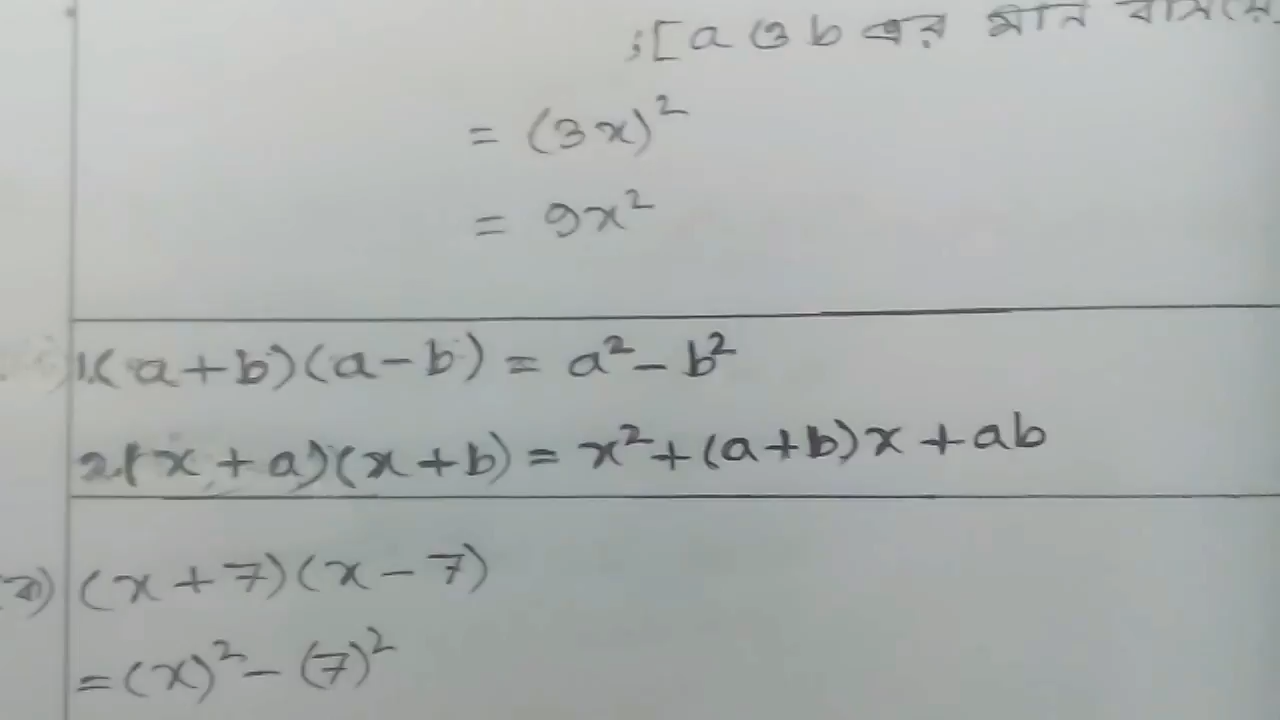 ;[a ও b এর মান বসিয়ে
= (3x)²
= 9x²
1.(a+b)(a-b) = a²-b²
2.(x+a)(x+b) = x²+(a+b)x+ab
(x+7)(x-7)
=(x)²-(7)²